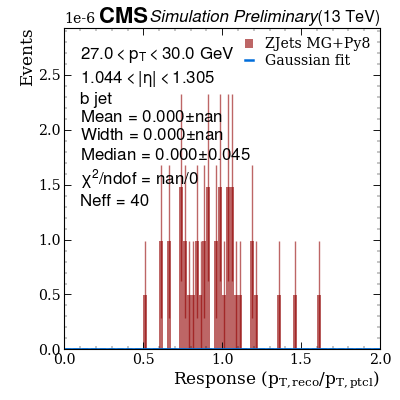 1e-6 CMS Simulation Preliminary (13 TeV)
Events
27.0 < pT < 30.0 GeV
1.044 < |η| < 1.305
b jet
Mean = 0.000±nan
Width = 0.000±nan
Median = 0.000±0.045
χ²/ndof = nan/0
Neff = 40
ZJets MG+Py8
Gaussian fit
2.5
2.0
1.5
1.0
0.5
0.0
0.0 0.5 1.0 1.5 2.0
Response (pT,reco/pT,ptcl)